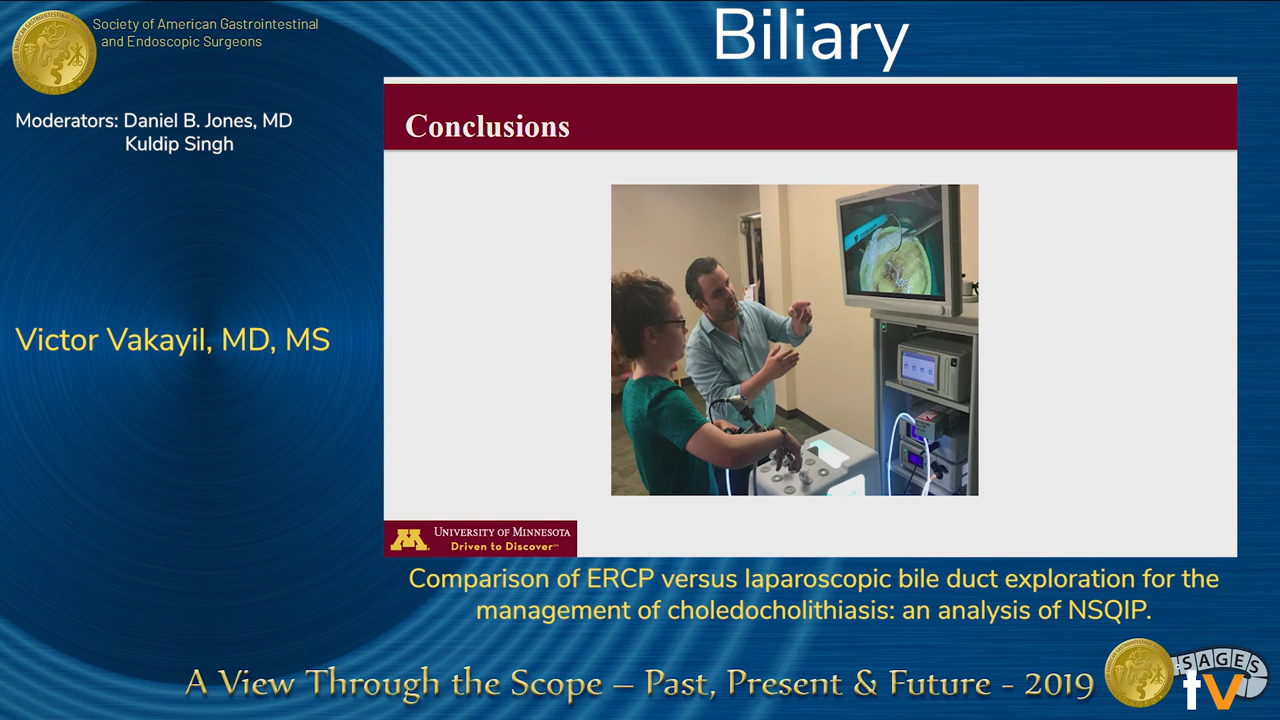 Society of American Gastrointestinal
and Endoscopic Surgeons
Biliary
Moderators: Daniel B. Jones, MD
Kuldip Singh
Conclusions
Victor Vakayil, MD, MS
University of Minnesota
Driven to Discover™
Comparison of ERCP versus laparoscopic bile duct exploration for the
management of choledocholithiasis: an analysis of NSQIP.
A View Through the Scope – Past, Present & Future - 2019
SAGES
tv